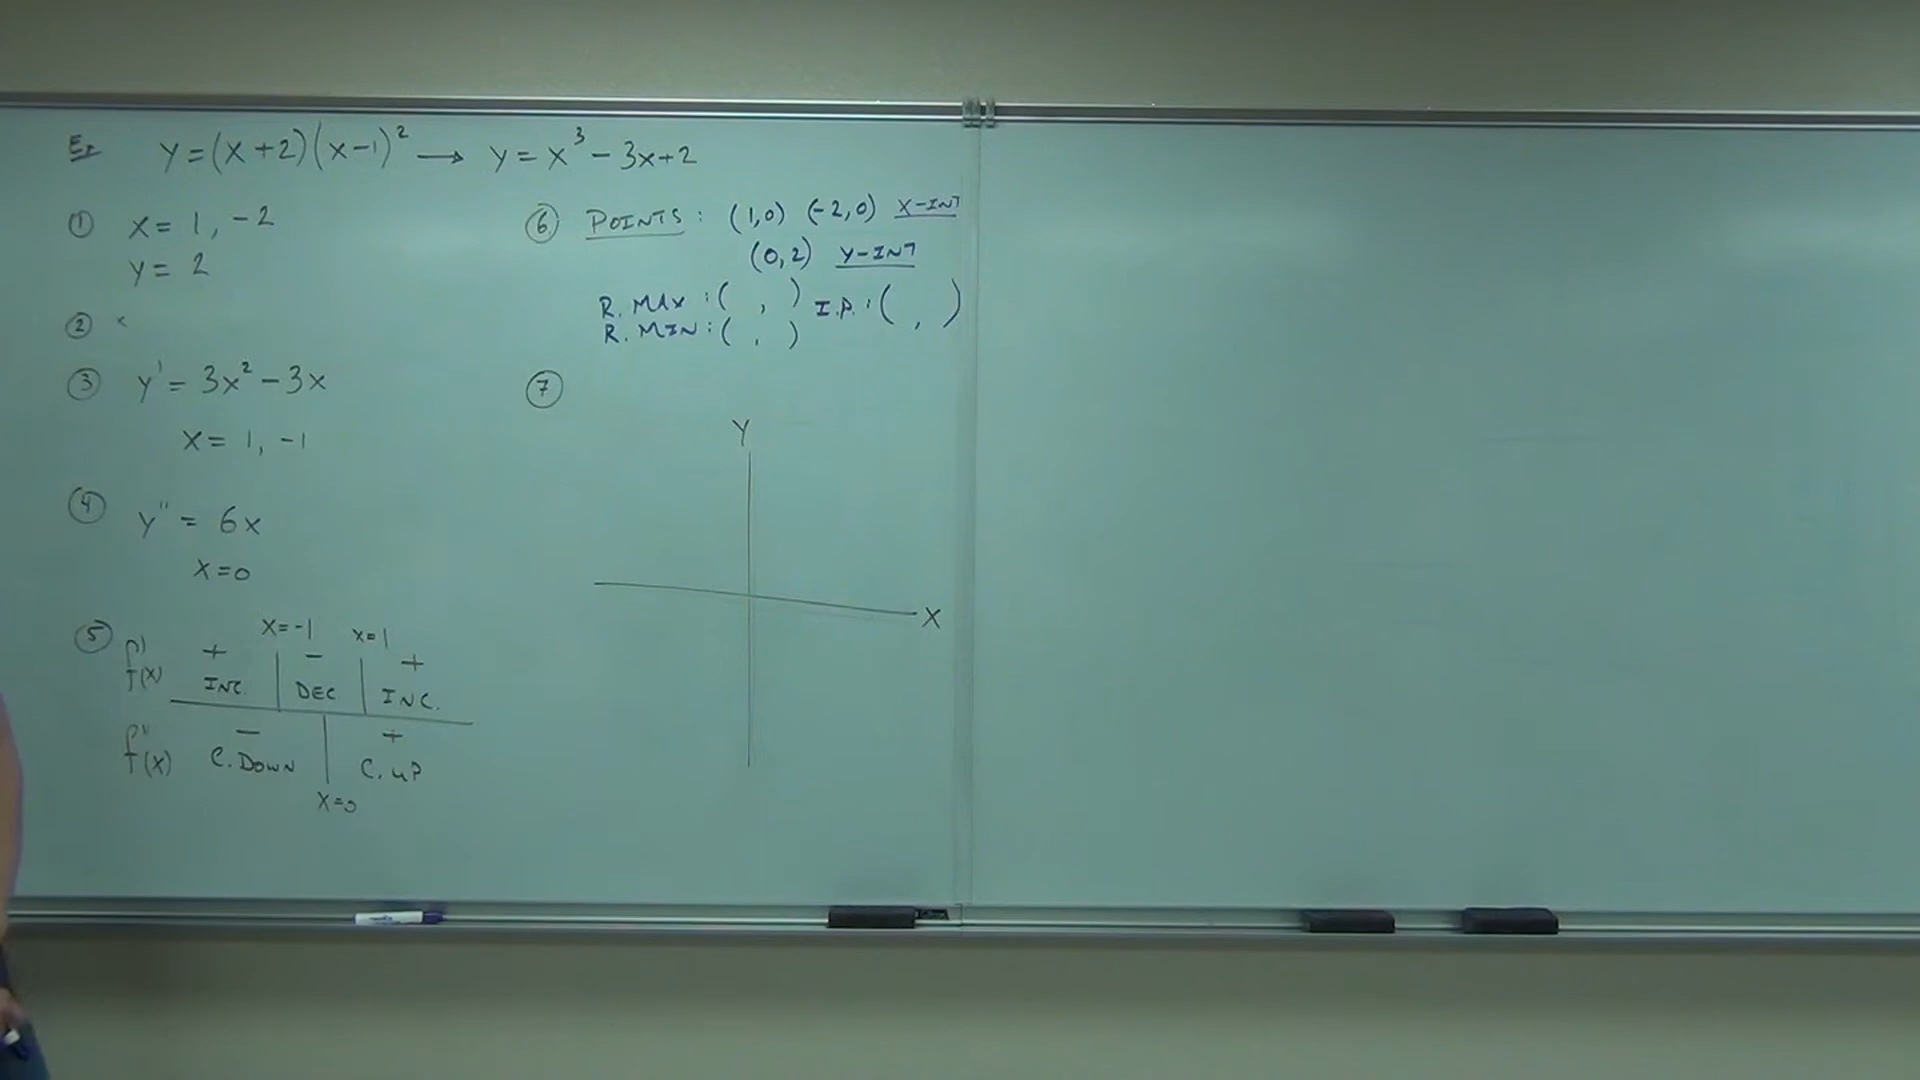 Ex y=(x+2)(x-1)² → y=x³-3x+2
① x= 1, -2
y= 2
② x
③ y'=3x²-3x
x= 1, -1
④ y"=6x
x=0
⑤ x=-1 x=1
f'(x) + - +
INC. DEC INC.
f"(x) - +
C. DOWN C. UP
x=0
⑥ POINTS: (1,0) (-2,0) X-INT
(0,2) Y-INT
R. MAX:( , ) I.P.:( , )
R. MIN:( , )
⑦
Y
X